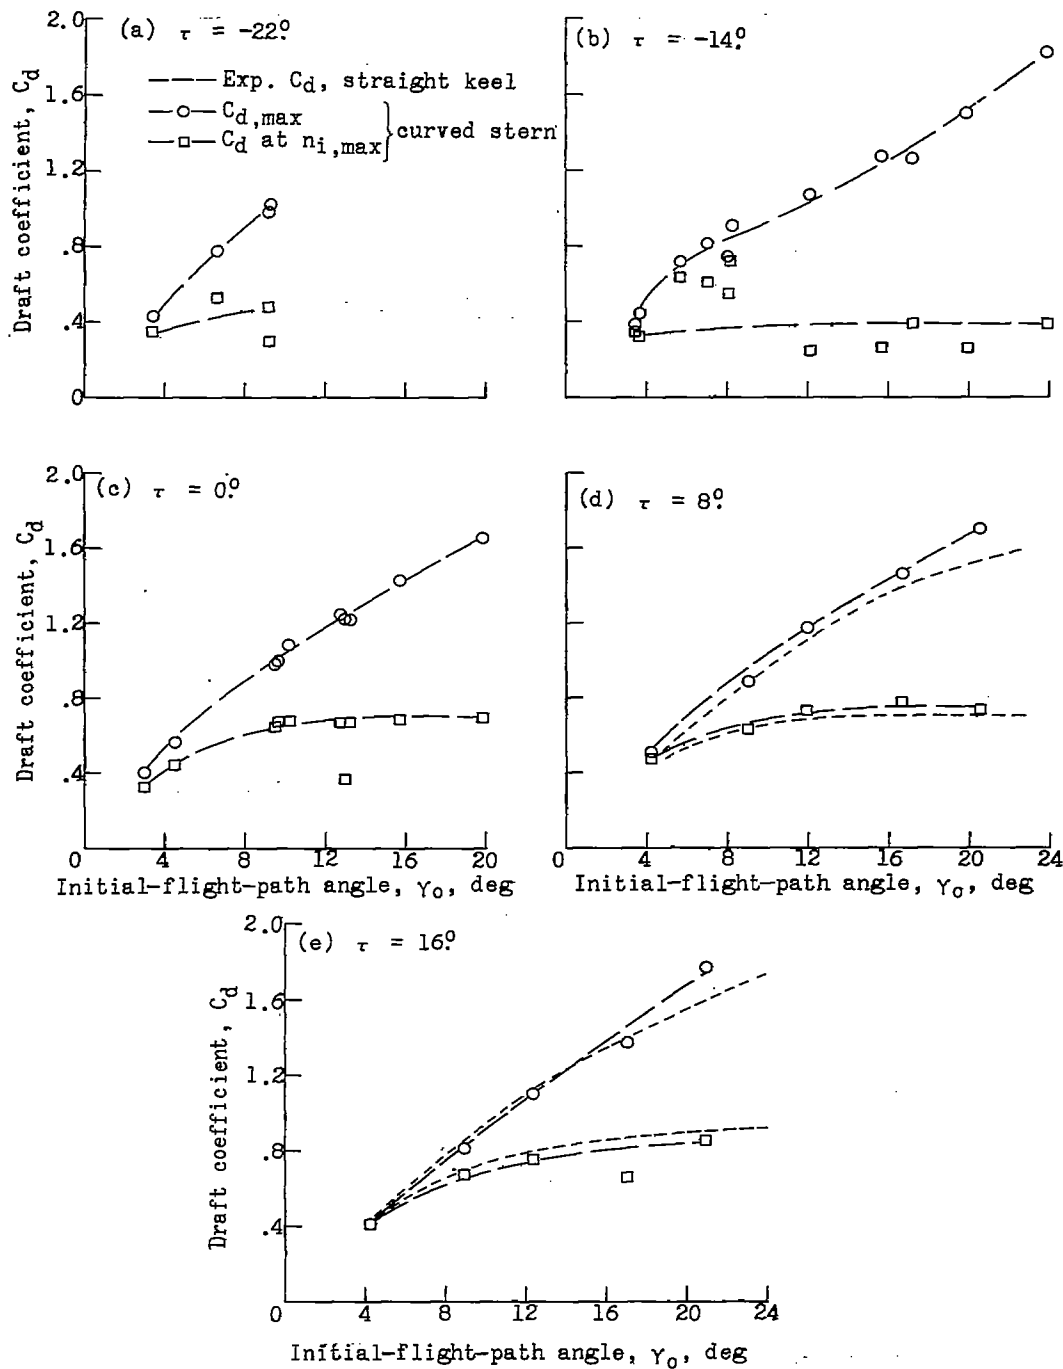 2.0
(a) τ = -22°.
(b) τ = -14°.
Exp. Cd, straight keel
1.6
Cd,max
Cd at ni,max
curved stern
1.2
.8
.4
0
Draft coefficient, Cd
2.0
(c) τ = 0°.
(d) τ = 8°.
1.6
1.2
.8
.4
Draft coefficient, Cd
0 4 8 12 16 20
0 4 8 12 16 20 24
Initial-flight-path angle, γo, deg
Initial-flight-path angle, γo, deg
2.0
(e) τ = 16°.
1.6
1.2
.8
.4
Draft coefficient, Cd
0 4 8 12 16 20 24
Initial-flight-path angle, γo, deg